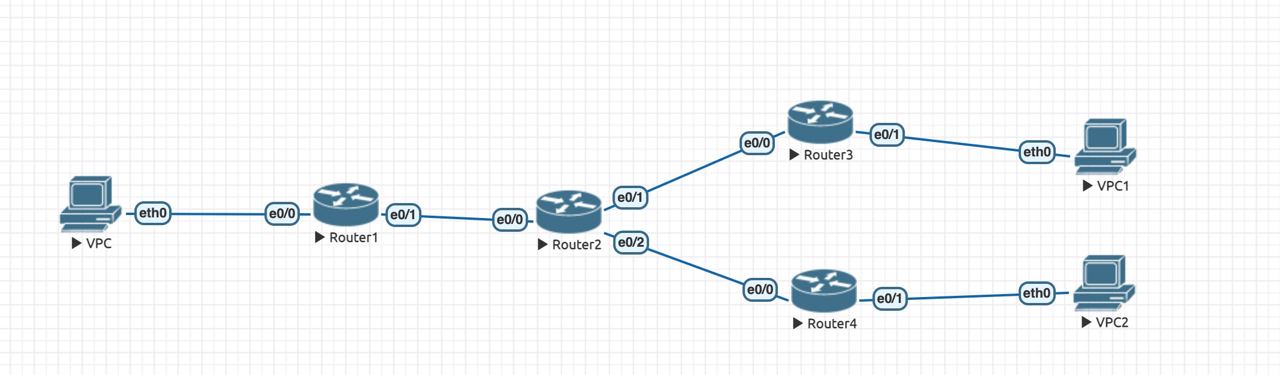 VPC
eth0
e0/0
Router1
e0/1
e0/0
Router2
e0/1
e0/2
e0/0
Router3
e0/1
eth0
VPC1
e0/0
Router4
e0/1
eth0
VPC2